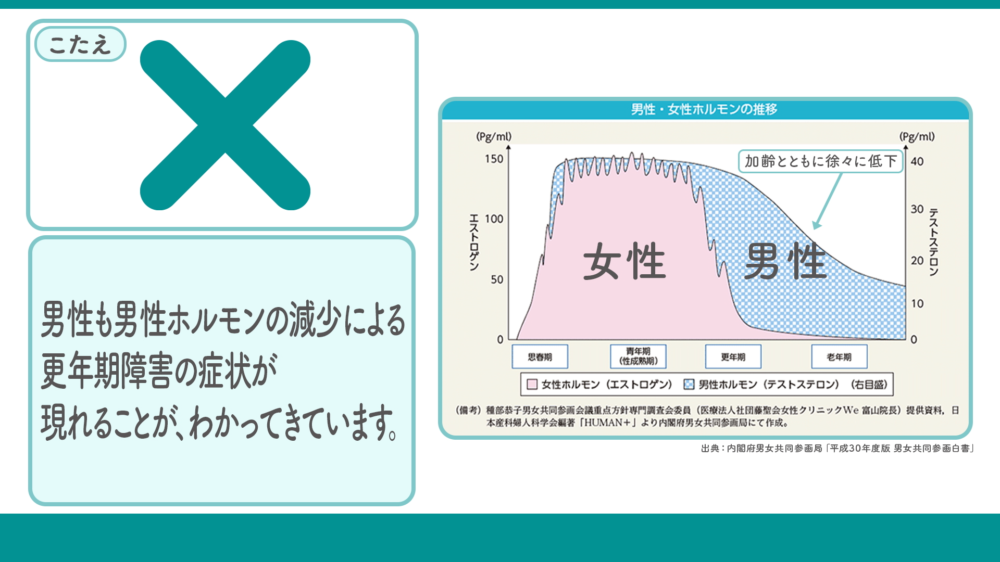 こたえ
男性も男性ホルモンの減少による
更年期障害の症状が
現れることが、わかってきています。
男性・女性ホルモンの推移
(Pg/ml)
(Pg/ml)
150
100
50
0
エストロゲン
加齢とともに徐々に低下
女性
男性
40
30
20
10
0
テストステロン
思春期
青年期
(性成熟期)
更年期
老年期
女性ホルモン（エストロゲン）
男性ホルモン（テストステロン）（右目盛）
（備考）種部恭子男女共同参画会議重点方針専門調査会委員（医療法人社団藤聖会女性クリニックWe 富山院長）提供資料，日
本産科婦人科学会編著「HUMAN＋」より内閣府男女共同参画局にて作成。
出典：内閣府男女共同参画局「平成30年度版 男女共同参画白書」